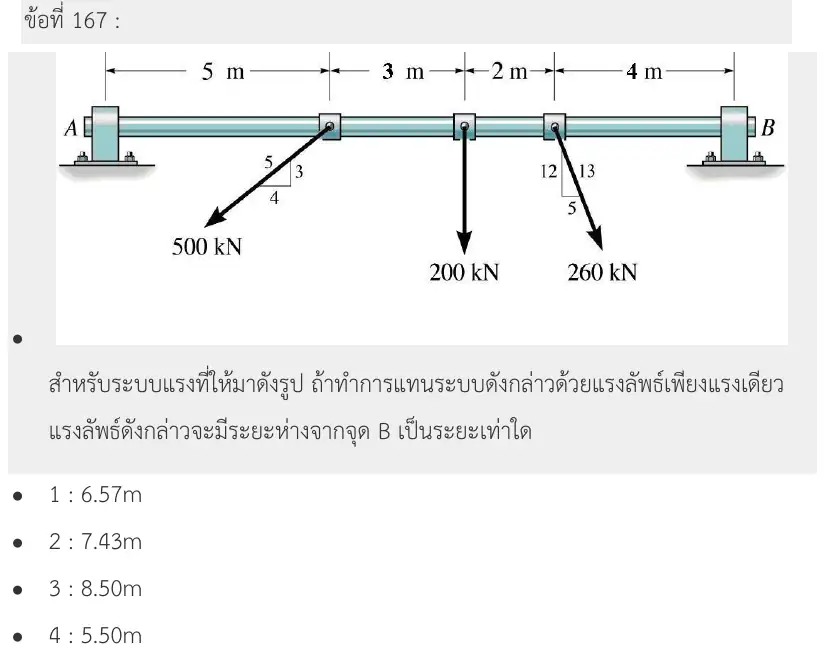 ข้อที่ 167 :
5 m 3 m 2 m 4 m
A B
5 3 12 13
4 5
500 kN
200 kN 260 kN
สำหรับระบบแรงที่ให้มาดังรูป ถ้าทำการแทนระบบดังกล่าวด้วยแรงลัพธ์เพียงแรงเดียว
แรงลัพธ์ดังกล่าวจะมีระยะห่างจากจุด B เป็นระยะเท่าใด
1 : 6.57m
2 : 7.43m
3 : 8.50m
4 : 5.50m